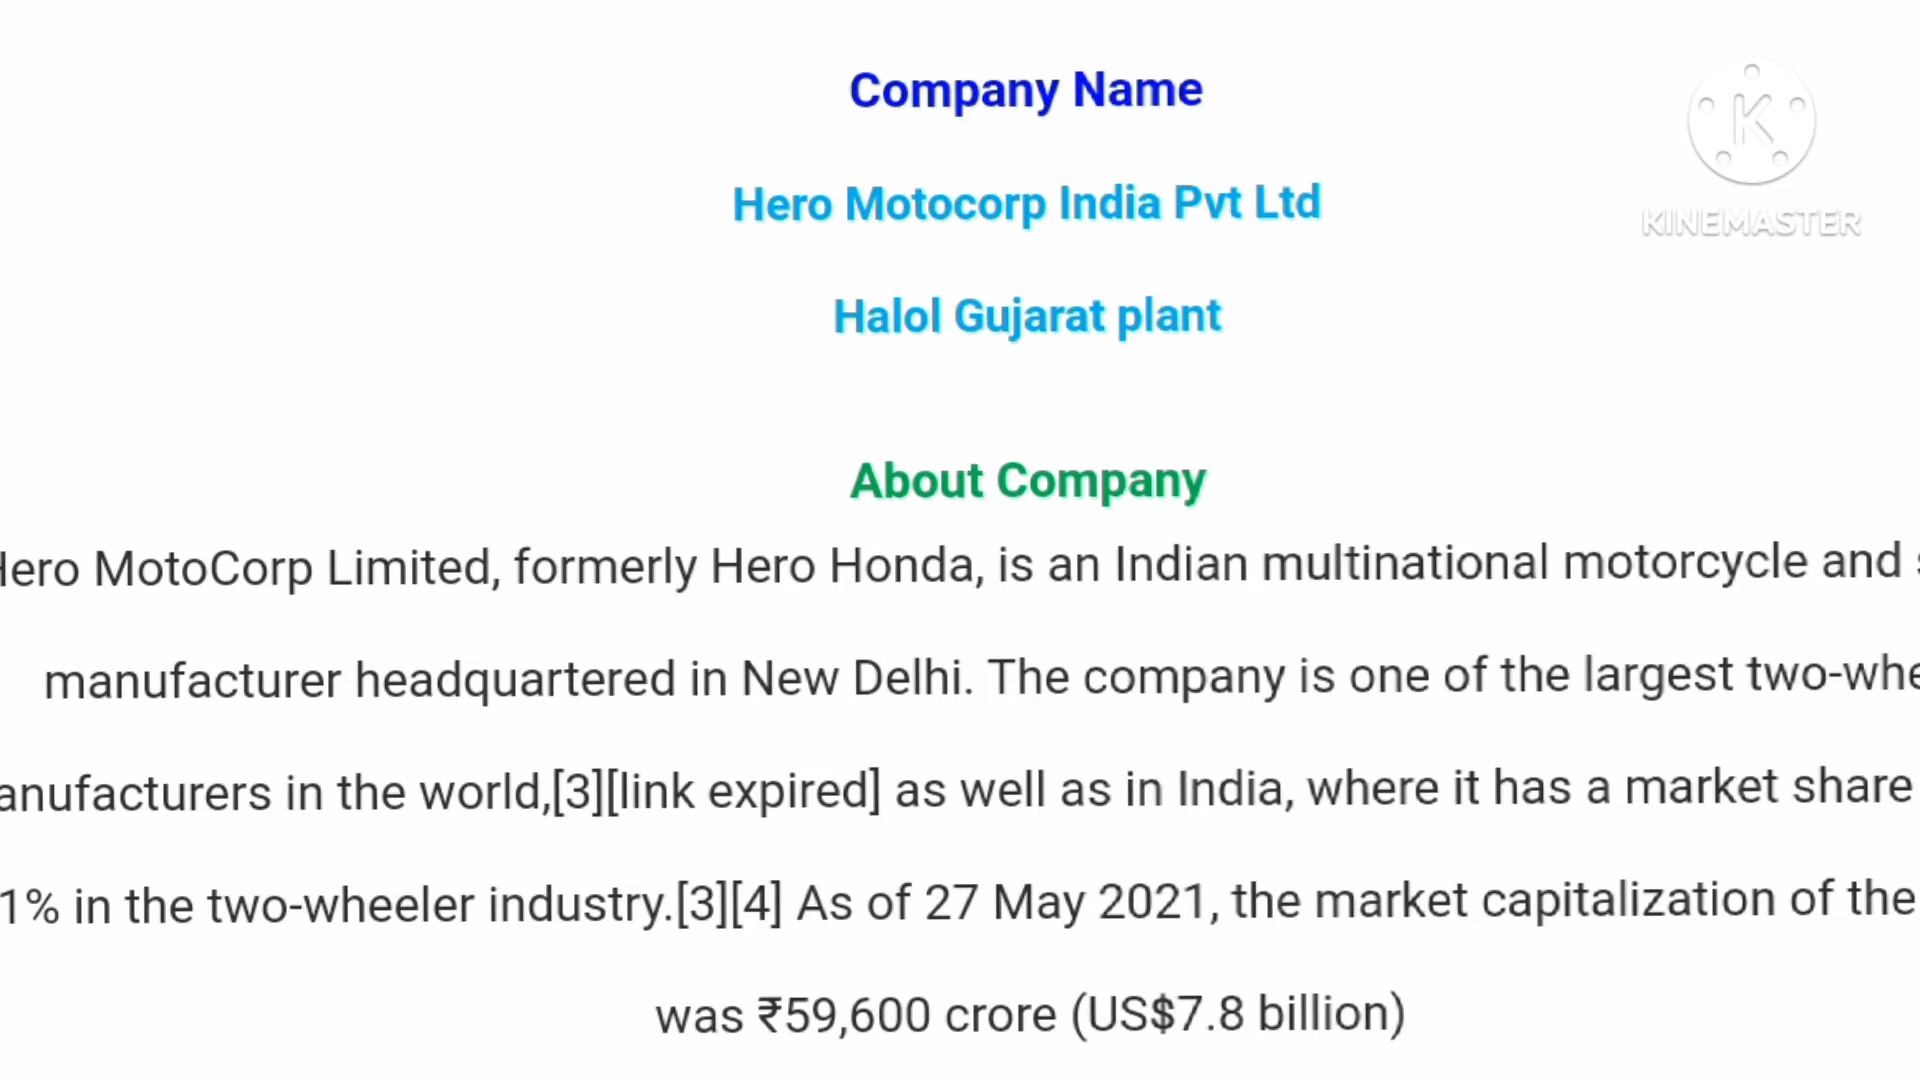 Company Name
K
KINEMASTER
Hero Motocorp India Pvt Ltd
Halol Gujarat plant
About Company
MotoCorp Limited, formerly Hero Honda, is an Indian multinational motorcycle and
manufacturer headquartered in New Delhi. The company is one of the largest
in the world,[3][link expired] as well as in India, where it has a market share
1% in the two-wheeler industry.[3][4] As of 27 May 2021, the market capitalization of the
was ₹59,600 crore (US$7.8 billion)